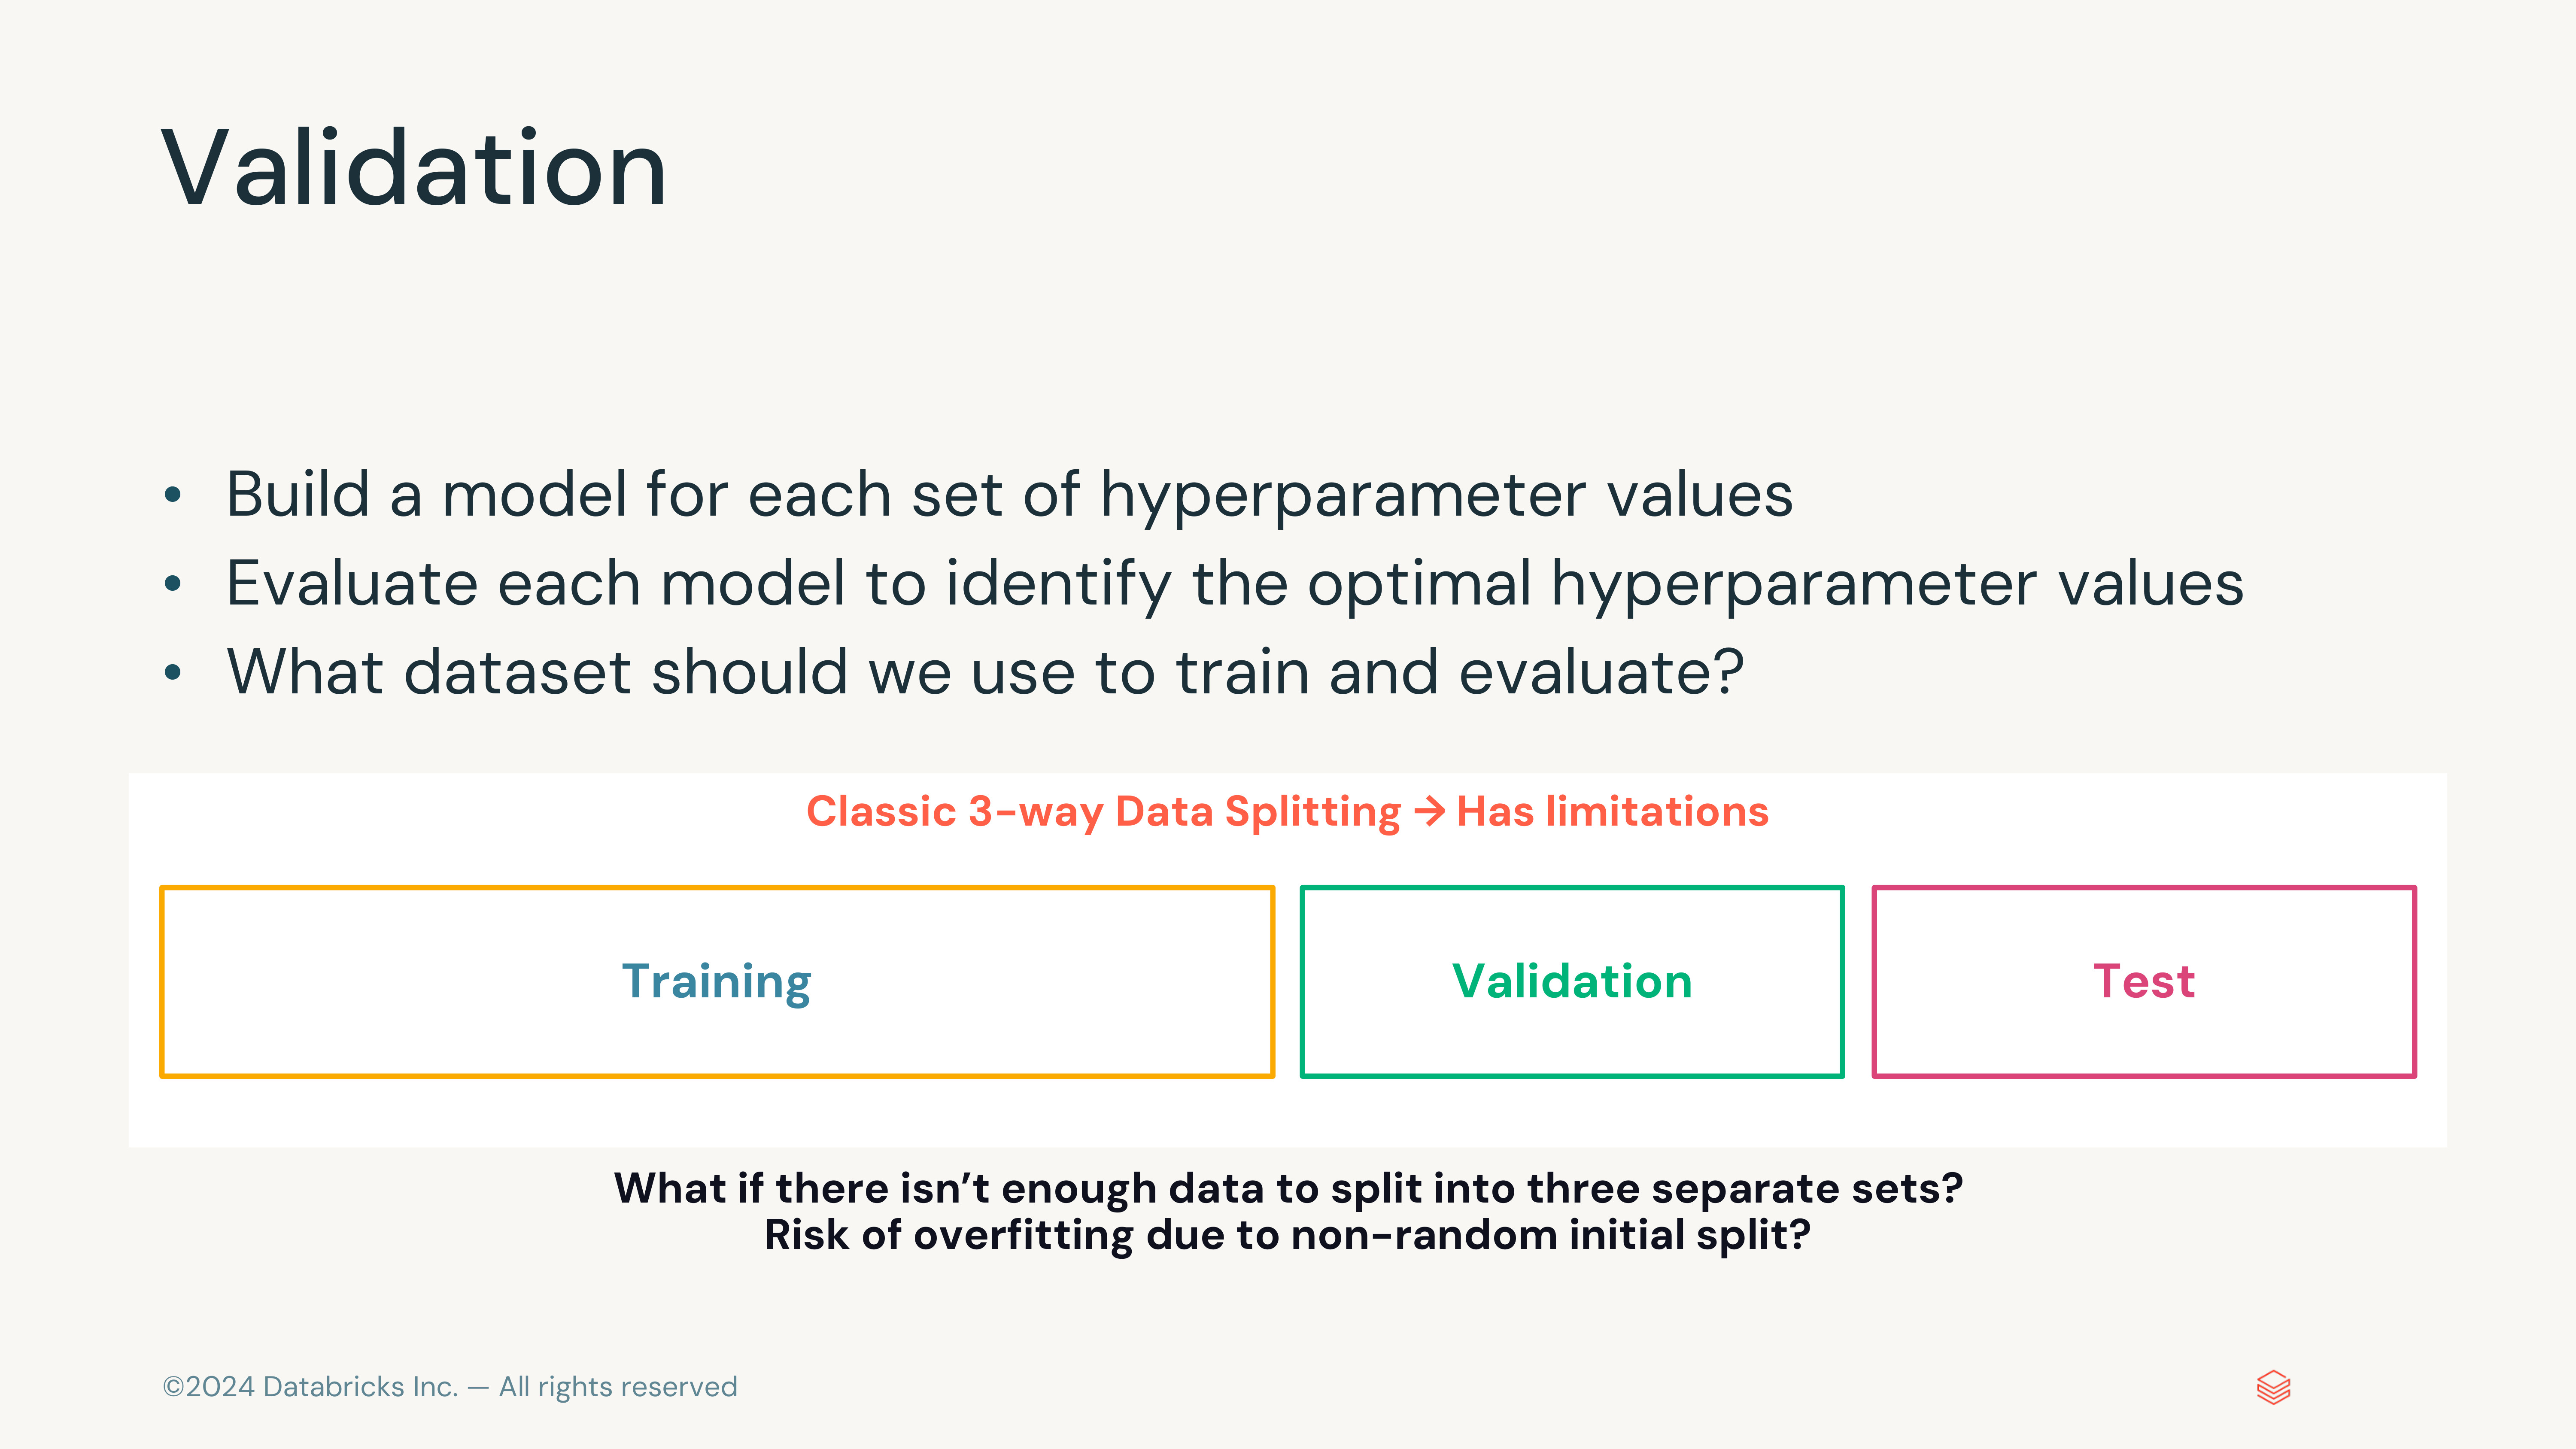 Validation
• Build a model for each set of hyperparameter values
• Evaluate each model to identify the optimal hyperparameter values
• What dataset should we use to train and evaluate?
Classic 3-way Data Splitting → Has limitations
Training
Validation
Test
What if there isn’t enough data to split into three separate sets?
Risk of overfitting due to non-random initial split?
©2024 Databricks Inc. — All rights reserved